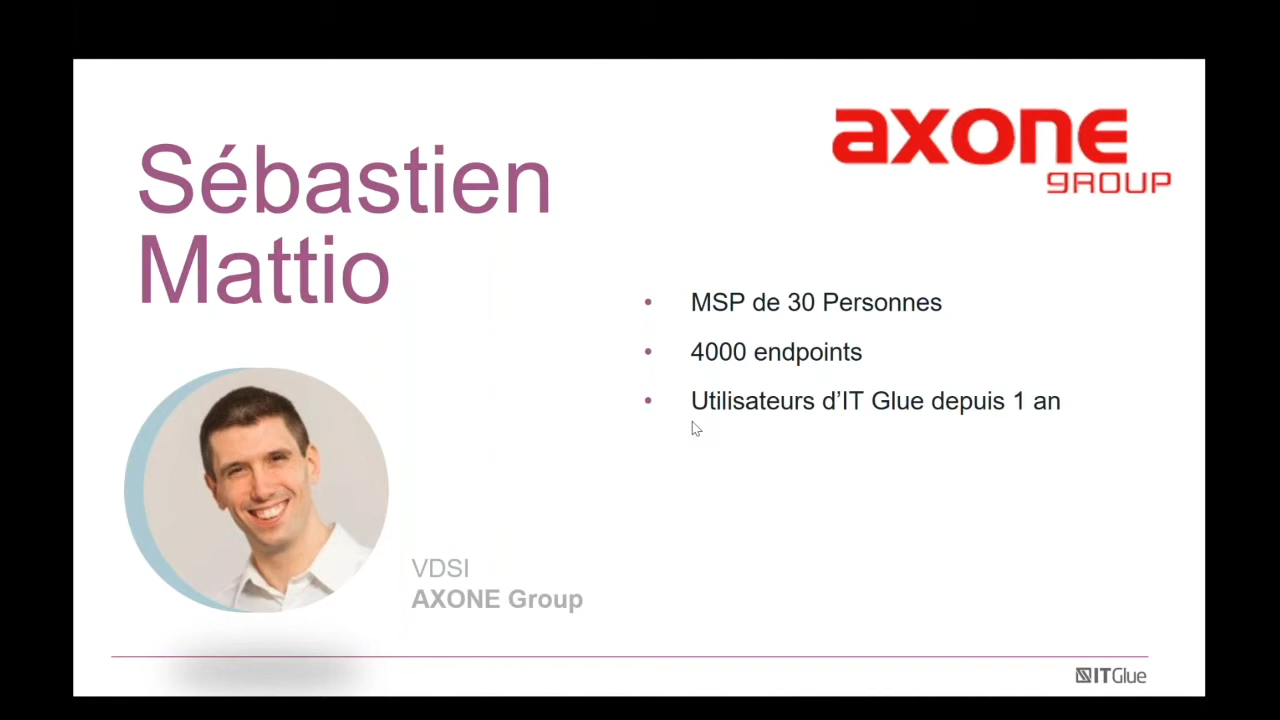 Sébastien
Mattio
axone
GROUP
• MSP de 30 Personnes
• 4000 endpoints
• Utilisateurs d’IT Glue depuis 1 an
VDSI
AXONE Group
ITGlue